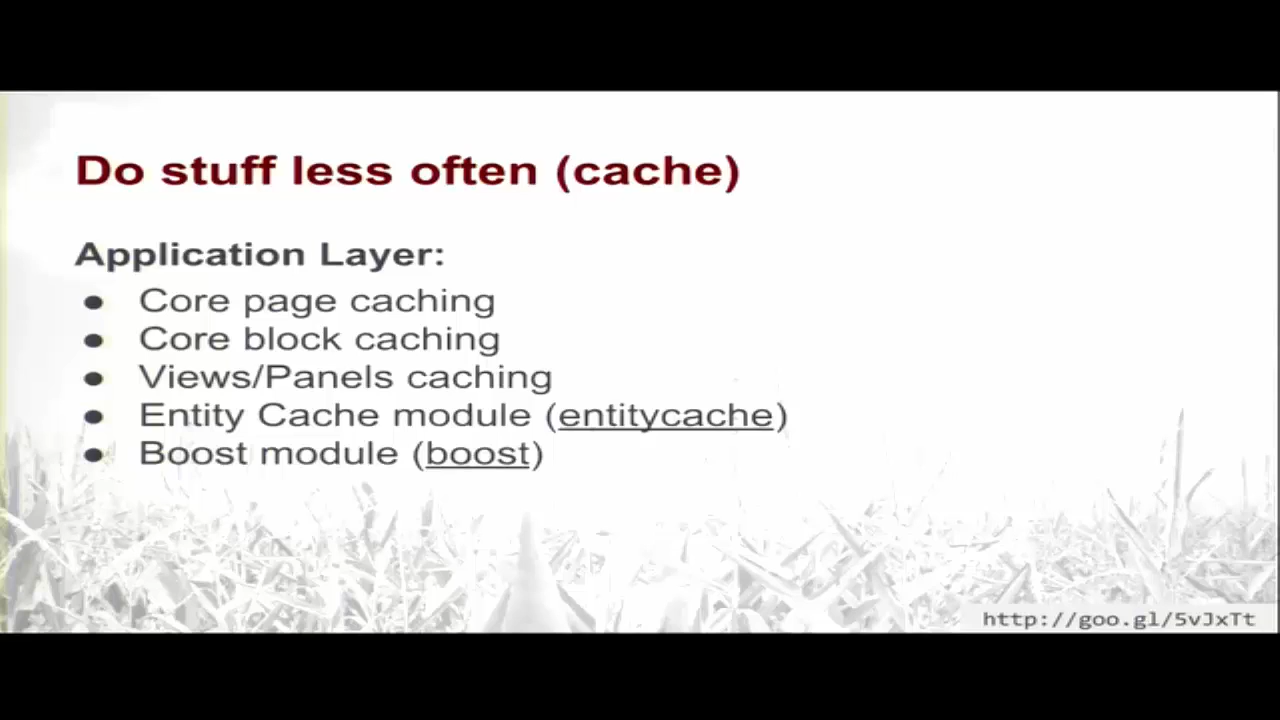 Do stuff less often (cache)
Application Layer:
● Core page caching
● Core block caching
● Views/Panels caching
● Entity Cache module (entitycache)
● Boost module (boost)
http://goo.gl/5vJxTt